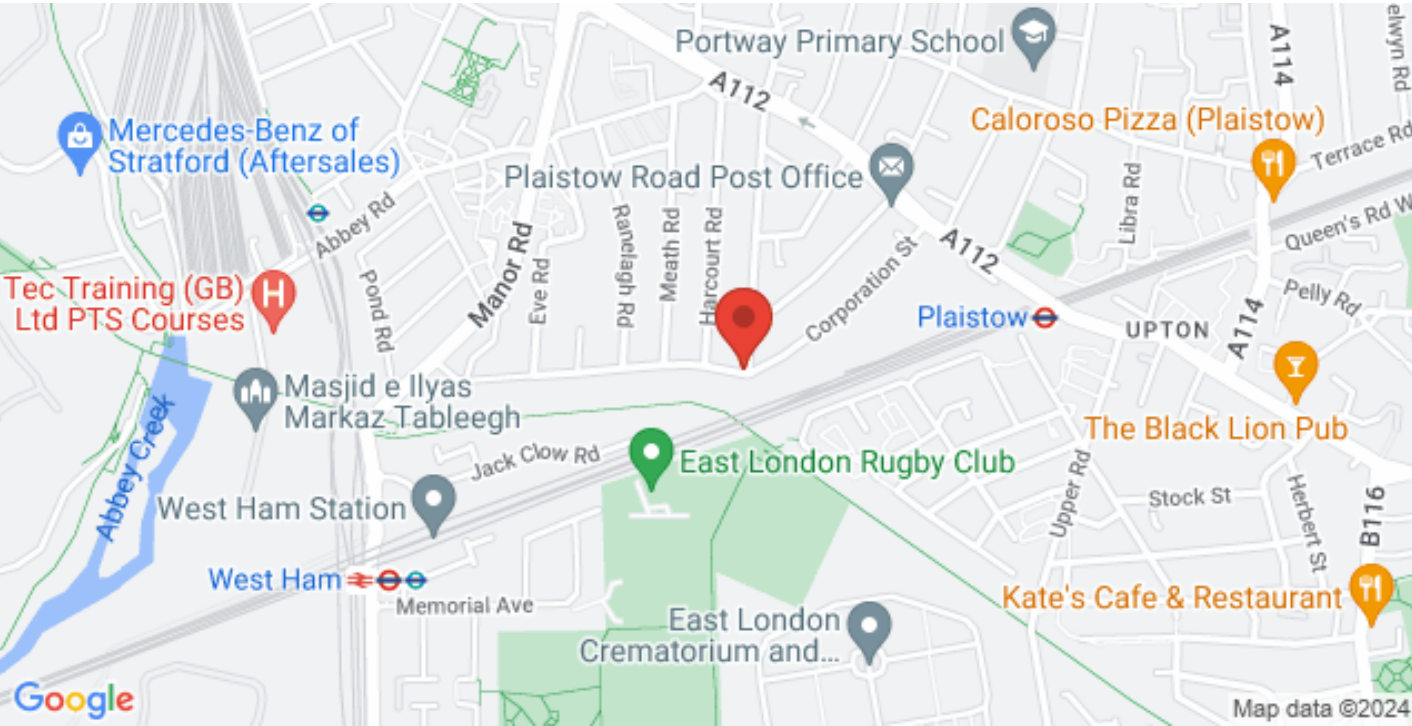 Portway Primary School
A114
elwyn Rd
A112
Caloroso Pizza (Plaistow)
Mercedes-Benz of
Stratford (Aftersales)
Terrace Rd
Plaistow Road Post Office
Libra Rd
Abbey Rd
Ranelagh Rd
Meath Rd
Harcourt Rd
Queen's Rd W
A112
Corporation St
Manor Rd
Eve Rd
Pond Rd
Tec Training (GB)
Ltd PTS Courses
H
Pelly Rd
Plaistow
UPTON
A114
Masjid e Ilyas
Markaz Tableegh
The Black Lion Pub
Abbey Creek
Jack Clow Rd
East London Rugby Club
Upper Rd
Stock St
Herbert St
B116
West Ham Station
West Ham
Memorial Ave
Kate's Cafe & Restaurant
East London
Crematorium and...
Google
Map data ©2024